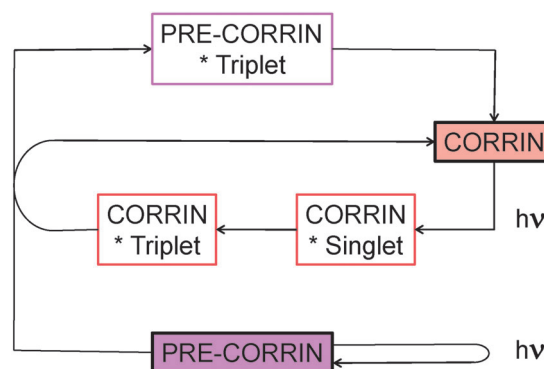 PRE-CORRIN
* Triplet
CORRIN
CORRIN
* Triplet
CORRIN
* Singlet
hν
PRE-CORRIN
hν